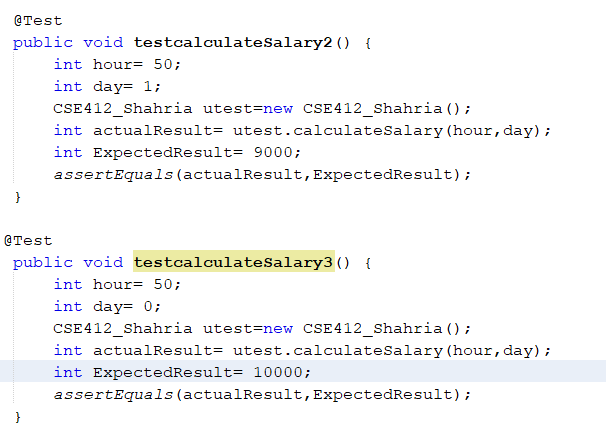 @Test
public void testcalculateSalary2() {
int hour= 50;
int day= 1;
CSE412_Shahria utest=new CSE412_Shahria();
int actualResult= utest.calculateSalary(hour,day);
int ExpectedResult= 9000;
assertEquals(actualResult,ExpectedResult);
}
@Test
public void testcalculateSalary3() {
int hour= 50;
int day= 0;
CSE412_Shahria utest=new CSE412_Shahria();
int actualResult= utest.calculateSalary(hour,day);
int ExpectedResult= 10000;
assertEquals(actualResult,ExpectedResult);
}